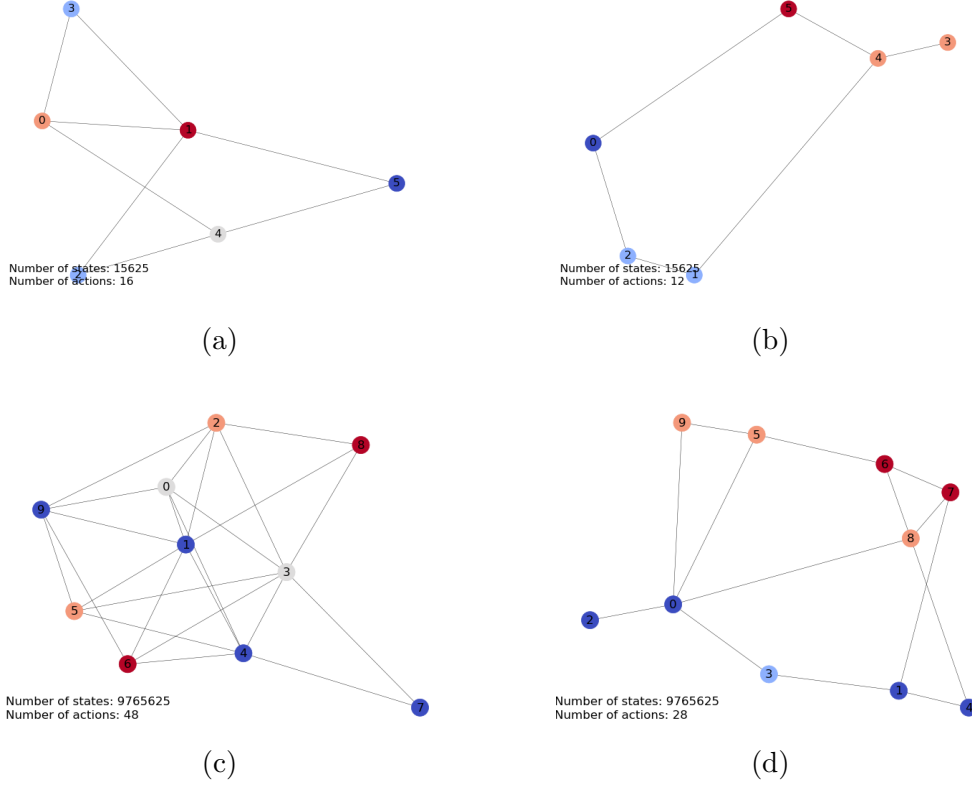 3
0
1
5
4
2
Number of states: 15625
Number of actions: 16
(a)
5
3
4
0
2
1
Number of states: 15625
Number of actions: 12
(b)
2
8
0
9
1
3
5
6
4
7
Number of states: 9765625
Number of actions: 48
(c)
9
5
6
7
8
0
2
3
1
4
Number of states: 9765625
Number of actions: 28
(d)